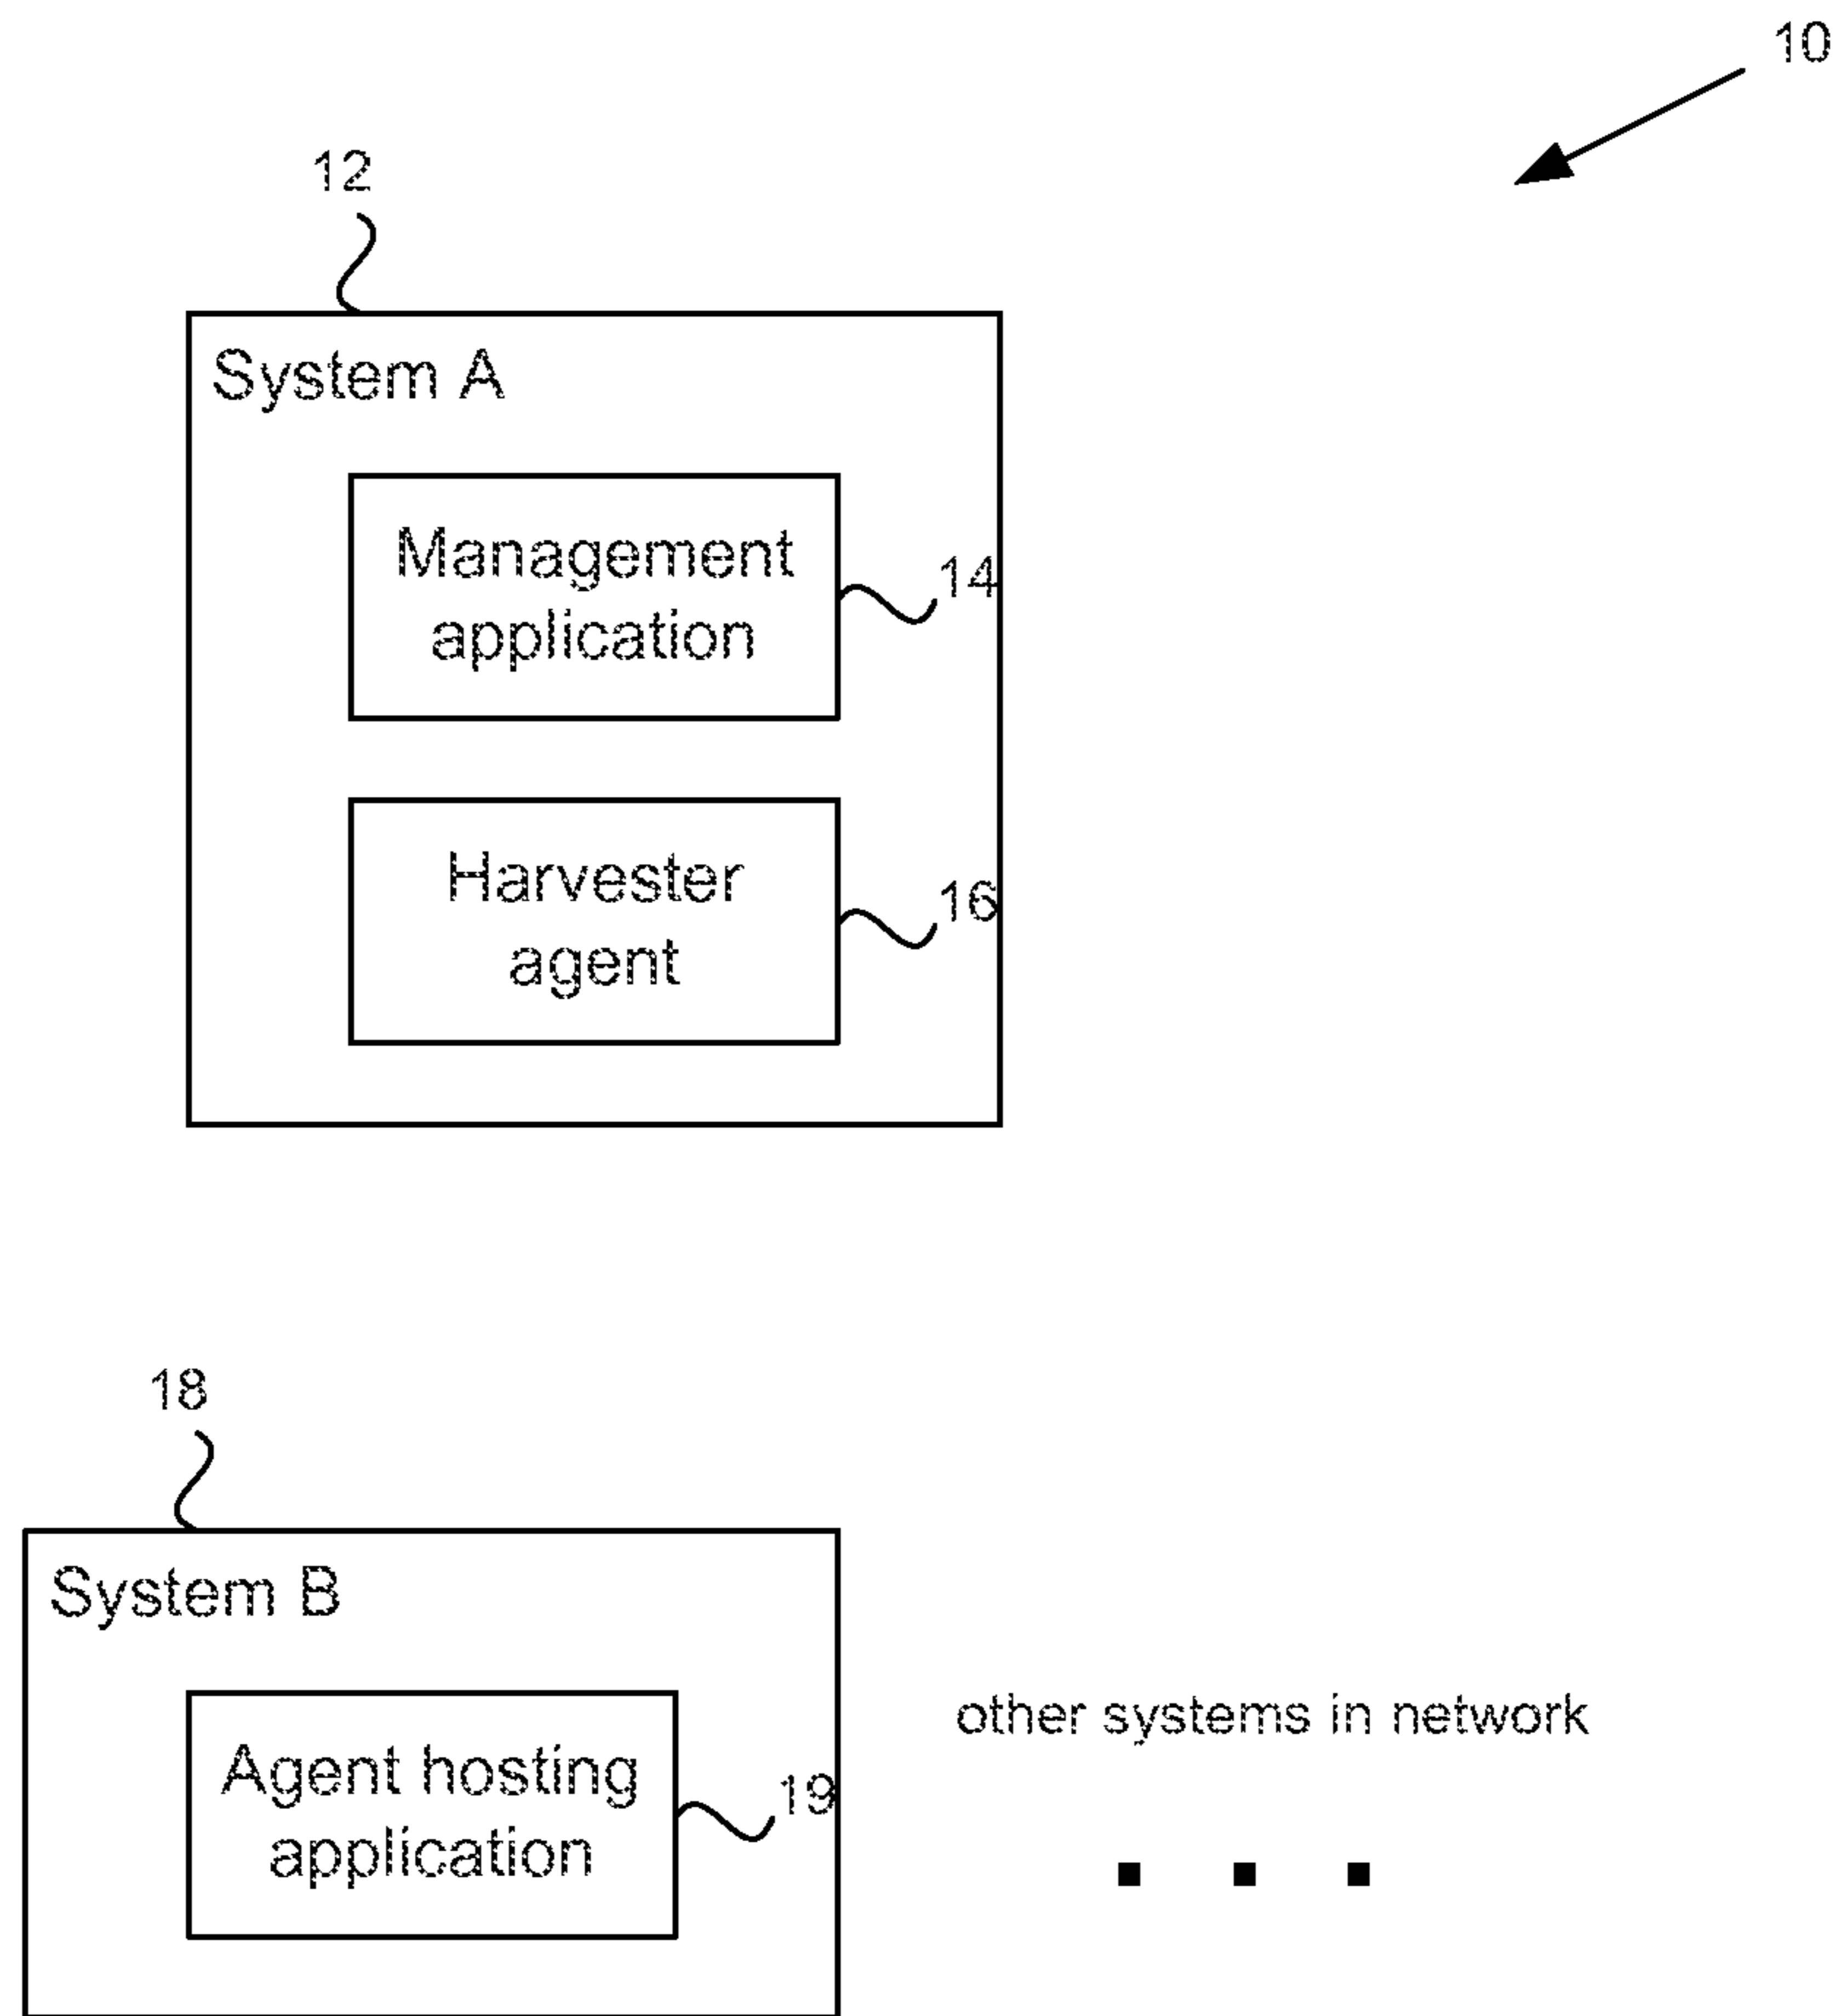 10
12
System A
Management
application
14
Harvester
agent
16
18
System B
Agent hosting
application
19
other systems in network